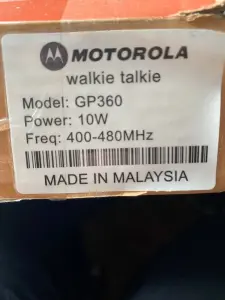 MOTOROLA
walkie talkie
Model: GP360
Power: 10W
Freq: 400-480MHz
MADE IN MALAYSIA